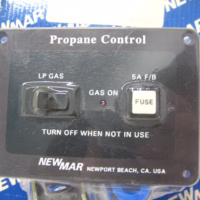 NEWMAR
Propane Control
LP GAS
5A F/B
GAS ON
FUSE
TURN OFF WHEN NOT IN USE
NEWMAR
NEWPORT BEACH, CA. USA